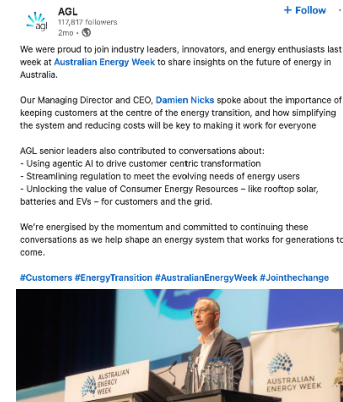 AGL
+ Follow
117,817 followers
2mo •
agl
We were proud to join industry leaders, innovators, and energy enthusiasts last
week at Australian Energy Week to share insights on the future of energy in
Australia.
Our Managing Director and CEO, Damien Nicks spoke about the importance of
keeping customers at the centre of the energy transition, and how simplifying
the system and reducing costs will be key to making it work for everyone
AGL senior leaders also contributed to conversations about:
- Using agentic AI to drive customer centric transformation
- Streamlining regulation to meet the evolving needs of energy users
- Unlocking the value of Consumer Energy Resources – like rooftop solar,
batteries and EVs – for customers and the grid.
We're energised by the momentum and committed to continuing these
conversations as we help shape an energy system that works for generations to
come.
#Customers #EnergyTransition #AustralianEnergyWeek #Jointhechange
AUSTRALIAN
ENERGY
WEEK
AUSTRALIAN
ENERGY WEEK